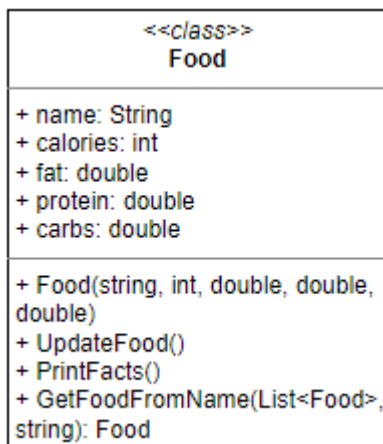 <<class>>
Food
+ name: String
+ calories: int
+ fat: double
+ protein: double
+ carbs: double
+ Food(string, int, double, double,
double)
+ UpdateFood()
+ PrintFacts()
+ GetFoodFromName(List<Food>,
string): Food